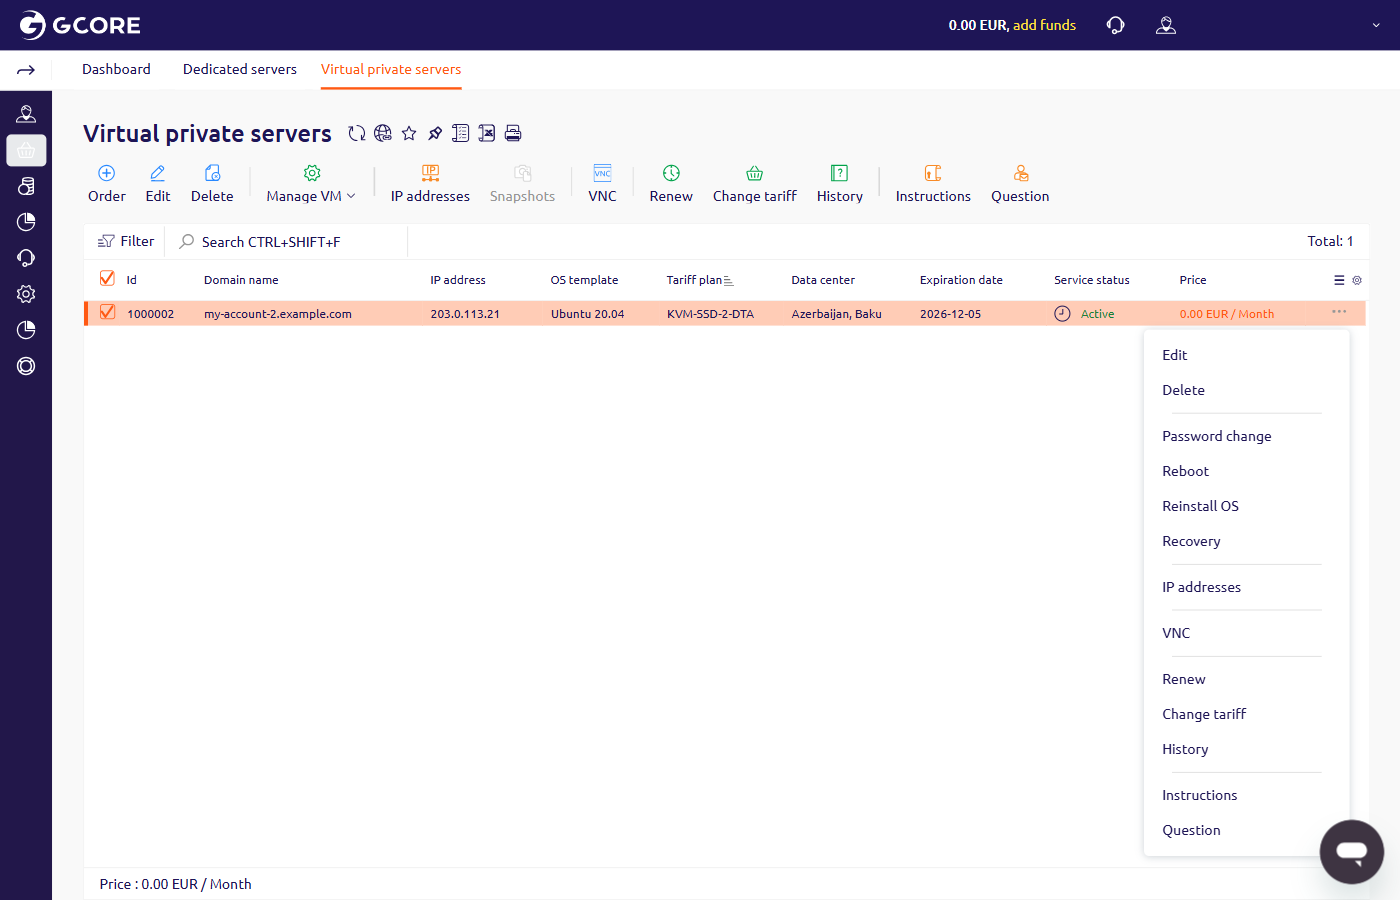 GCORE
0.00 EUR, add funds
Dashboard Dedicated servers Virtual private servers
Virtual private servers
IP VNC ?
Order Edit Delete Manage VM IP addresses Snapshots VNC Renew Change tariff History Instructions Question
Filter Search CTRL+SHIFT+F Total: 1
Id Domain name IP address OS template Tariff plan Data center Expiration date Service status Price
1000002 my-account-2.example.com 203.0.113.21 Ubuntu 20.04 KVM-SSD-2-DTA Azerbaijan, Baku 2026-12-05 Active 0.00 EUR / Month ...
Edit
Delete
Password change
Reboot
Reinstall OS
Recovery
IP addresses
VNC
Renew
Change tariff
History
Instructions
Question
Price : 0.00 EUR / Month